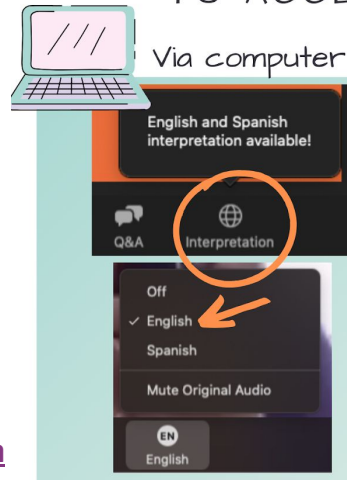 Via computer
English and Spanish
interpretation available!
Q&A
Interpretation
Off
✓ English
Spanish
Mute Original Audio
EN
English